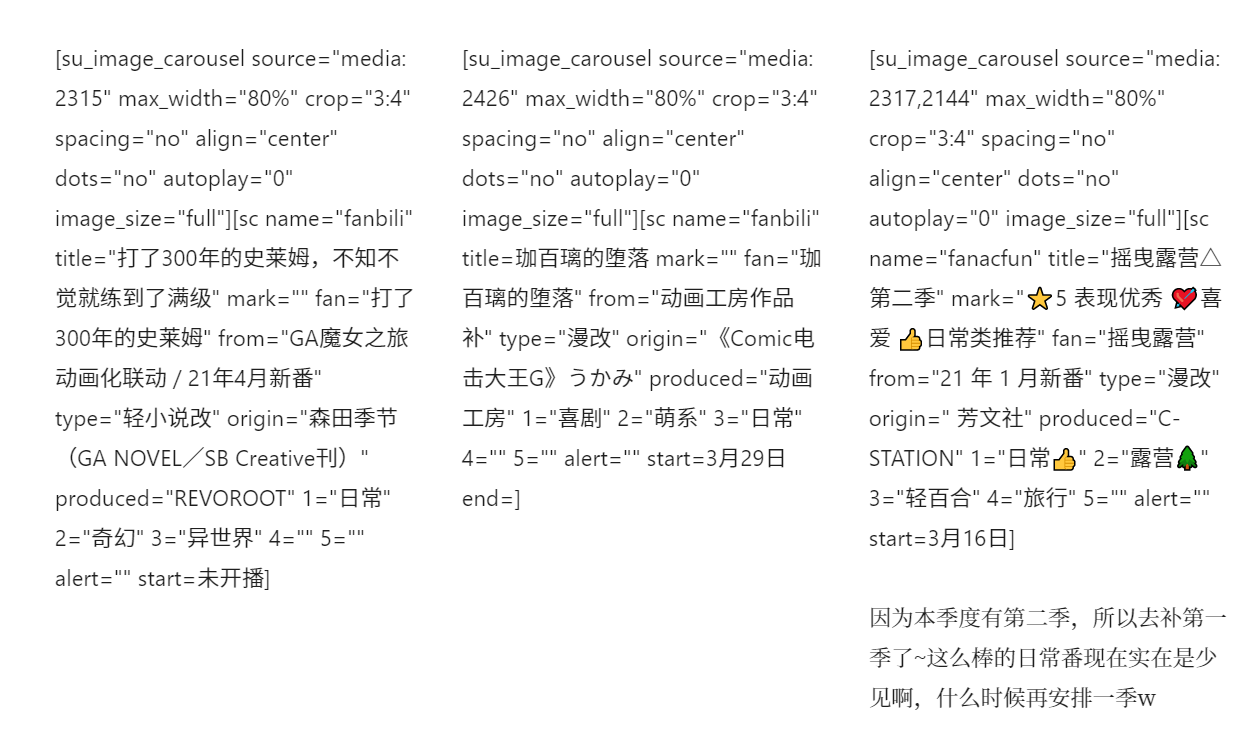 [su_image_carousel source="media:
2315" max_width="80%" crop="3:4"
spacing="no" align="center"
dots="no" autoplay="0"
image_size="full"][sc name="fanbili"
title="打了300年的史莱姆，不知不
觉就练到了满级" mark="" fan="打了
300年的史莱姆" from="GA魔女之旅
动画化联动 / 21年4月新番"
type="轻小说改" origin="森田季节
（GA NOVEL／SB Creative刊）"
produced="REVOROOT" 1="日常"
2="奇幻" 3="异世界" 4="" 5=""
alert="" start=未开播]
[su_image_carousel source="media:
2426" max_width="80%" crop="3:4"
spacing="no" align="center"
dots="no" autoplay="0"
image_size="full"][sc name="fanbili"
title=珈百璃的堕落 mark="" fan="珈
百璃的堕落" from="动画工房作品
补" type="漫改" origin="《Comic电
击大王G》うかみ" produced="动画
工房" 1="喜剧" 2="萌系" 3="日常"
4="" 5="" alert="" start=3月29日
end=]
[su_image_carousel source="media:
2317,2144" max_width="80%"
crop="3:4" spacing="no"
align="center" dots="no"
autoplay="0" image_size="full"][sc
name="fanacfun" title="摇曳露营△
第二季" mark="⭐5 表现优秀 💘喜
爱 👍日常类推荐" fan="摇曳露营"
from="21 年 1 月新番" type="漫改"
origin=" 芳文社" produced="C-
STATION" 1="日常👍" 2="露营🌲"
3="轻百合" 4="旅行" 5="" alert=""
start=3月16日]
因为本季度有第二季，所以去补第一
季了~这么棒的日常番现在实在是少
见啊，什么时候再安排一季w